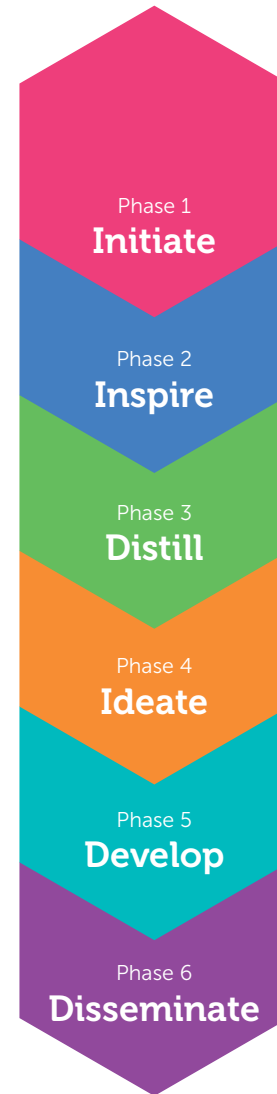 Phase 1
Initiate
Phase 2
Inspire
Phase 3
Distill
Phase 4
Ideate
Phase 5
Develop
Phase 6
Disseminate